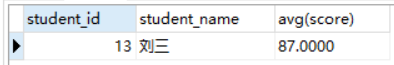 student_id student_name avg(score)
13 刘三 87.0000